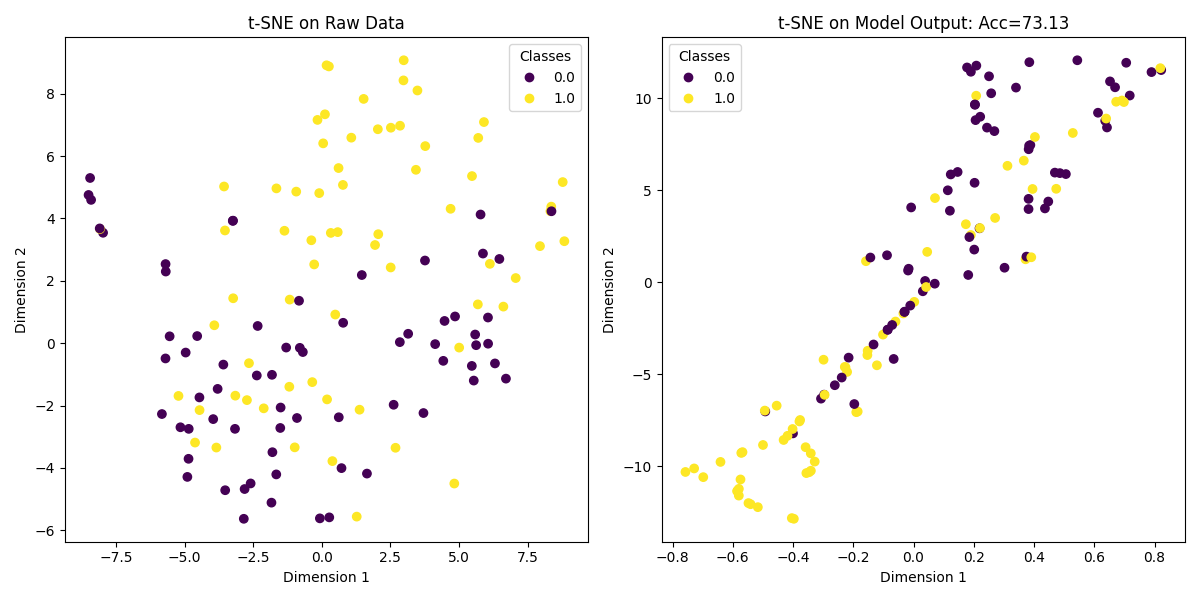 t-SNE on Raw Data
Classes
0.0
1.0
8
6
4
2
0
−2
−4
−6
Dimension 2
−7.5 −5.0 −2.5 0.0 2.5 5.0 7.5
Dimension 1
t-SNE on Model Output: Acc=73.13
Classes
0.0
1.0
10
5
0
−5
−10
Dimension 2
−0.8 −0.6 −0.4 −0.2 0.0 0.2 0.4 0.6 0.8
Dimension 1